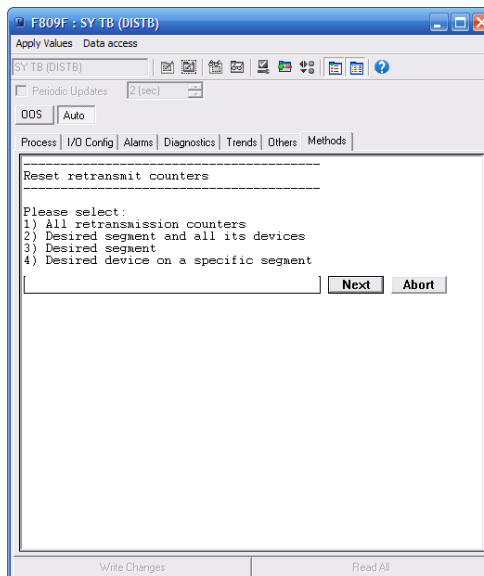 F809F : SY TB (DISTB)
Apply Values Data access
SY TB (DISTB)
Periodic Updates 2 (sec)
OOS Auto
Process I/O Config Alarms Diagnostics Trends Others Methods
----------------------------------------
Reset retransmit counters
----------------------------------------
Please select:
1) All retransmission counters
2) Desired segment and all its devices
3) Desired segment
4) Desired device on a specific segment
Next Abort
Write Changes Read All